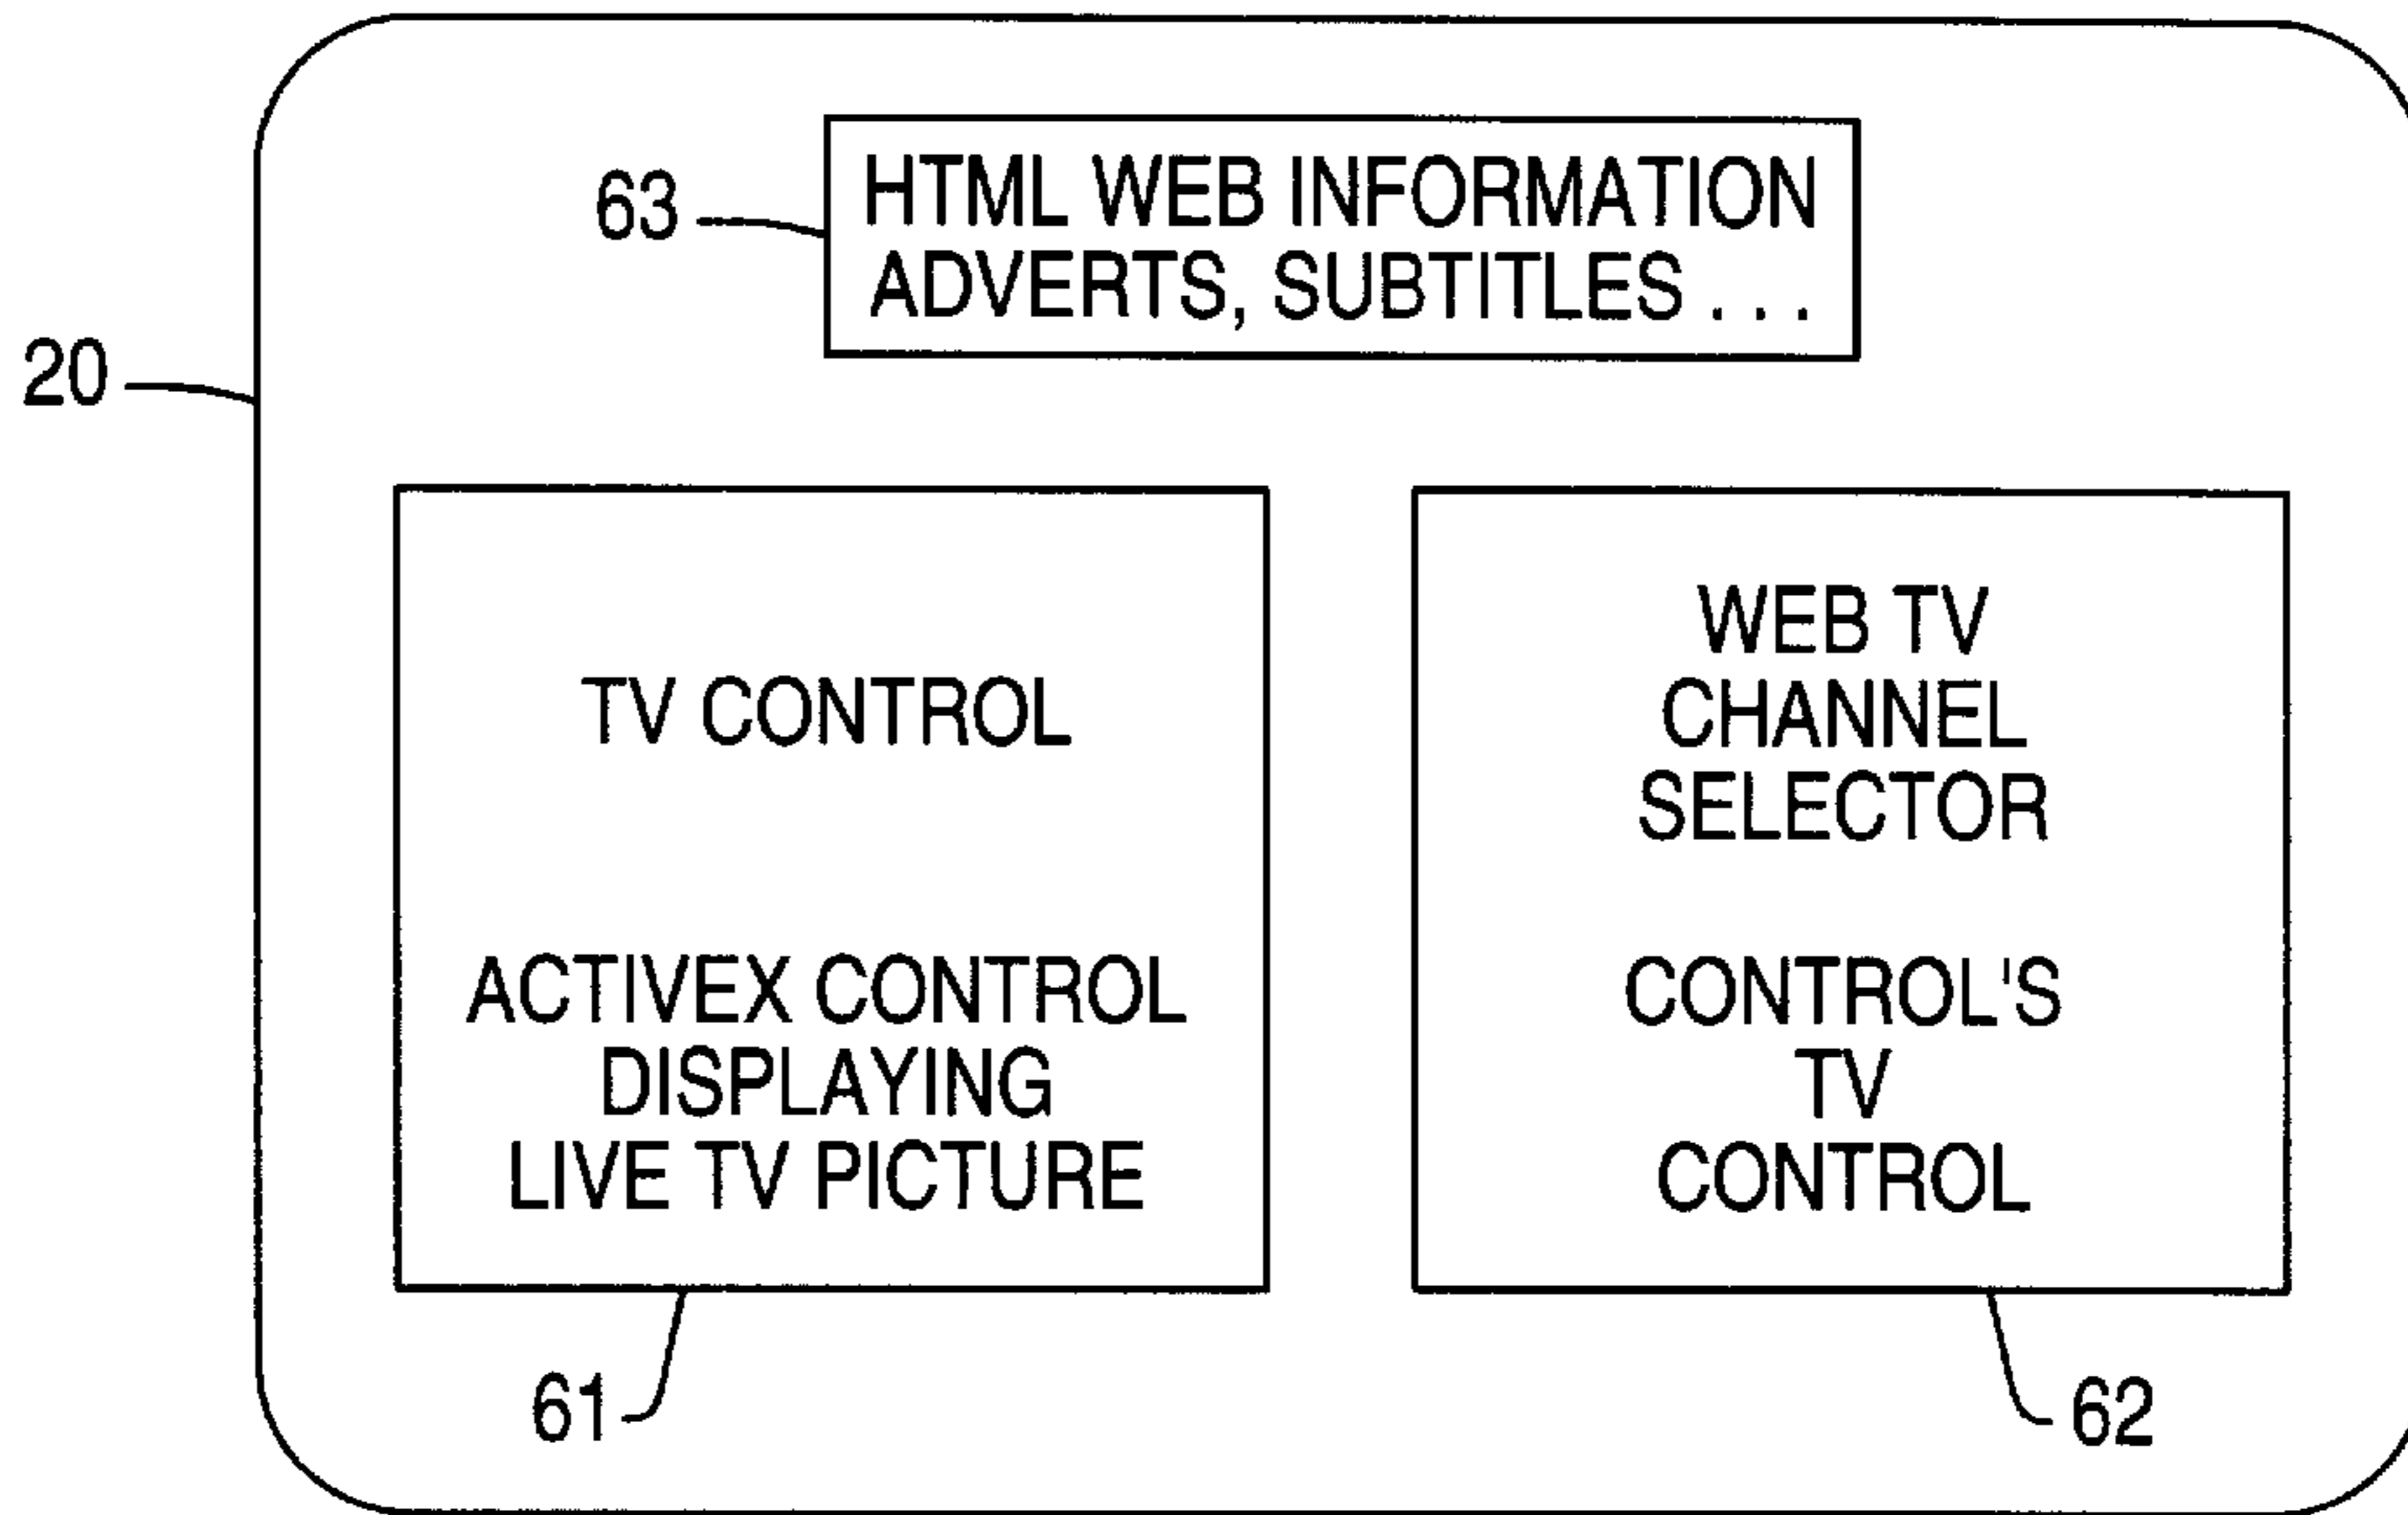 63
HTML WEB INFORMATION
ADVERTS, SUBTITLES . . .
20
TV CONTROL
ACTIVEX CONTROL
DISPLAYING
LIVE TV PICTURE
61
WEB TV
CHANNEL
SELECTOR
CONTROL'S
TV
CONTROL
62